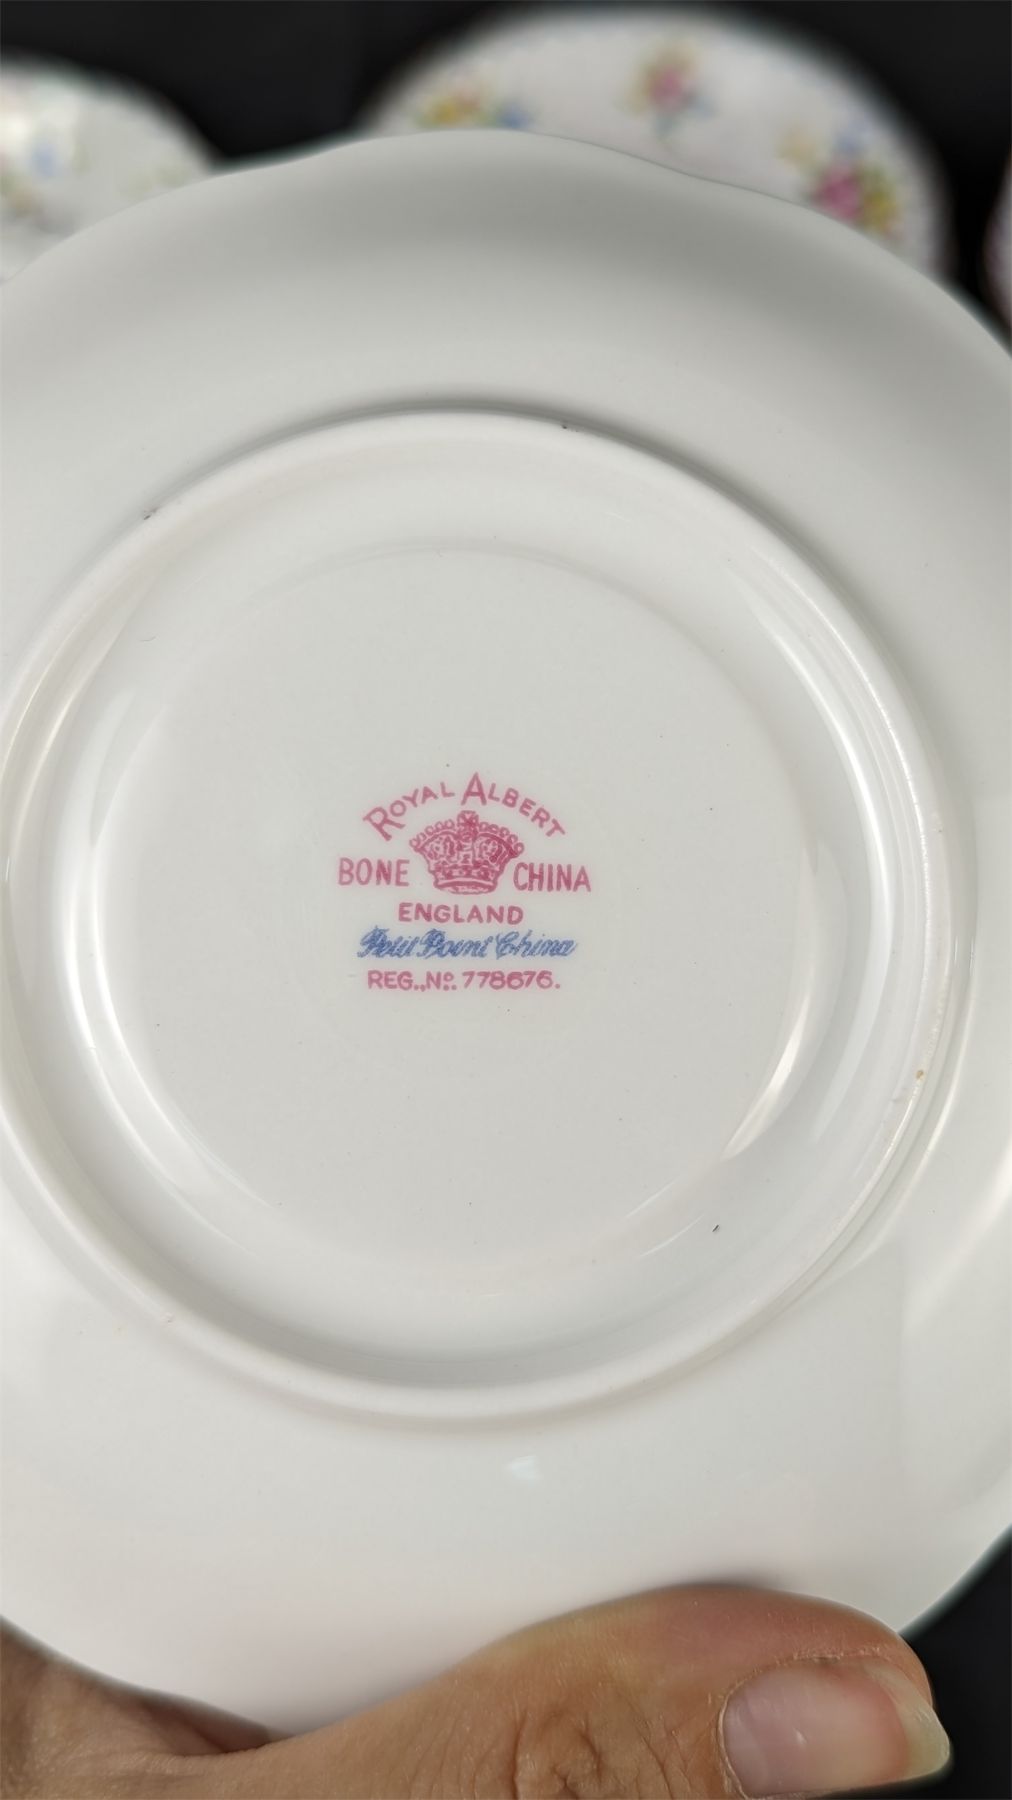 ROYAL ALBERT
BONE CHINA
ENGLAND
Petit Point China
REG., Nº. 778676.